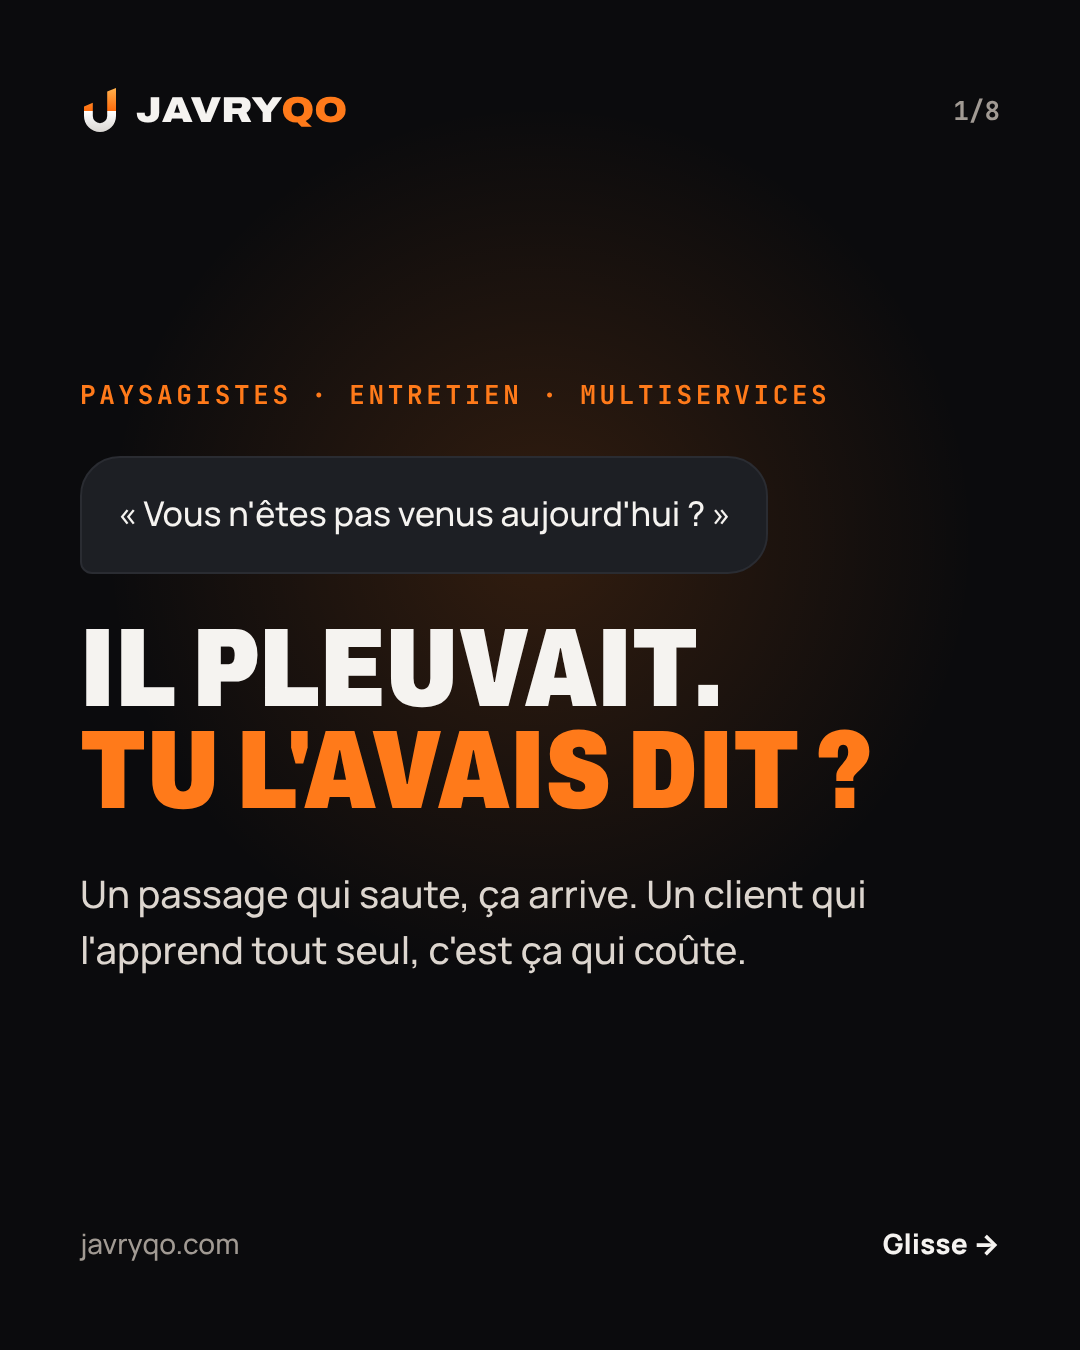 JAVRYQO
1/8
PAYSAGISTES · ENTRETIEN · MULTISERVICES
« Vous n'êtes pas venus aujourd'hui ? »
IL PLEUVAIT.
TU L'AVAIS DIT ?
Un passage qui saute, ça arrive. Un client qui
l'apprend tout seul, c'est ça qui coûte.
javryqo.com
Glisse →